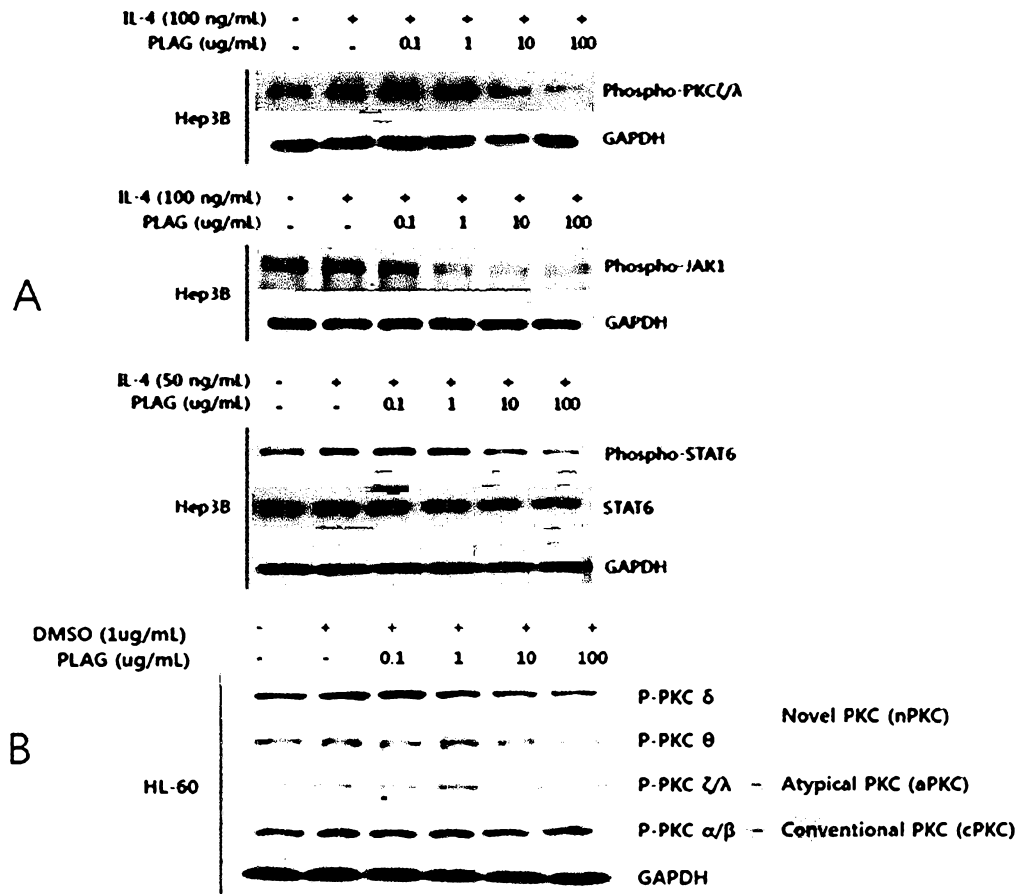 IL-4 (100 ng/mL) - + + + + +
PLAG (ug/mL) - - 0.1 1 10 100
Phospho-PKCζ/λ
Hep3B
GAPDH
IL-4 (100 ng/mL) - + + + + +
PLAG (ug/mL) - - 0.1 1 10 100
Phospho-JAK1
A
Hep3B
GAPDH
IL-4 (50 ng/mL) - + + + + +
PLAG (ug/mL) - - 0.1 1 10 100
Phospho-STAT6
Hep3B STAT6
GAPDH
DMSO (1ug/mL) - + + + + +
PLAG (ug/mL) - - 0.1 1 10 100
P-PKC δ
Novel PKC (nPKC)
B
P-PKC θ
HL-60 P-PKC ζ/λ – Atypical PKC (aPKC)
P-PKC α/β – Conventional PKC (cPKC)
GAPDH